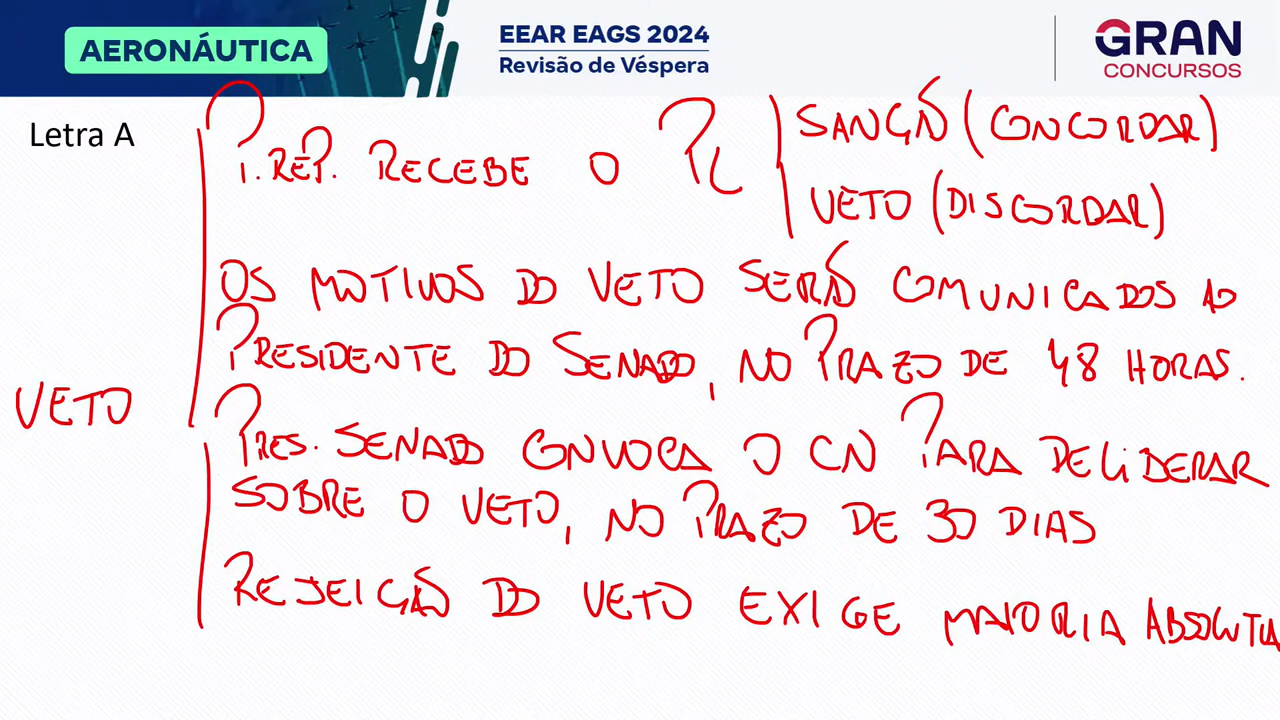 AERONÁUTICA
EEAR EAGS 2024
Revisão de Véspera
GRAN
CONCURSOS
Letra A
P. REP. RECEBE O PL
SANÇÃO (CONCORDAR)
VETO (DISCORDAR)
OS MOTIVOS DO VETO SERÃO COMUNICADOS AO
PRESIDENTE DO SENADO, NO PRAZO DE 48 HORAS.
VETO
PRES. SENADO CONVOCA O CN PARA DELIBERAR
SOBRE O VETO, NO PRAZO DE 30 DIAS
REJEIÇÃO DO VETO EXIGE MAIORIA ABSOLUTA